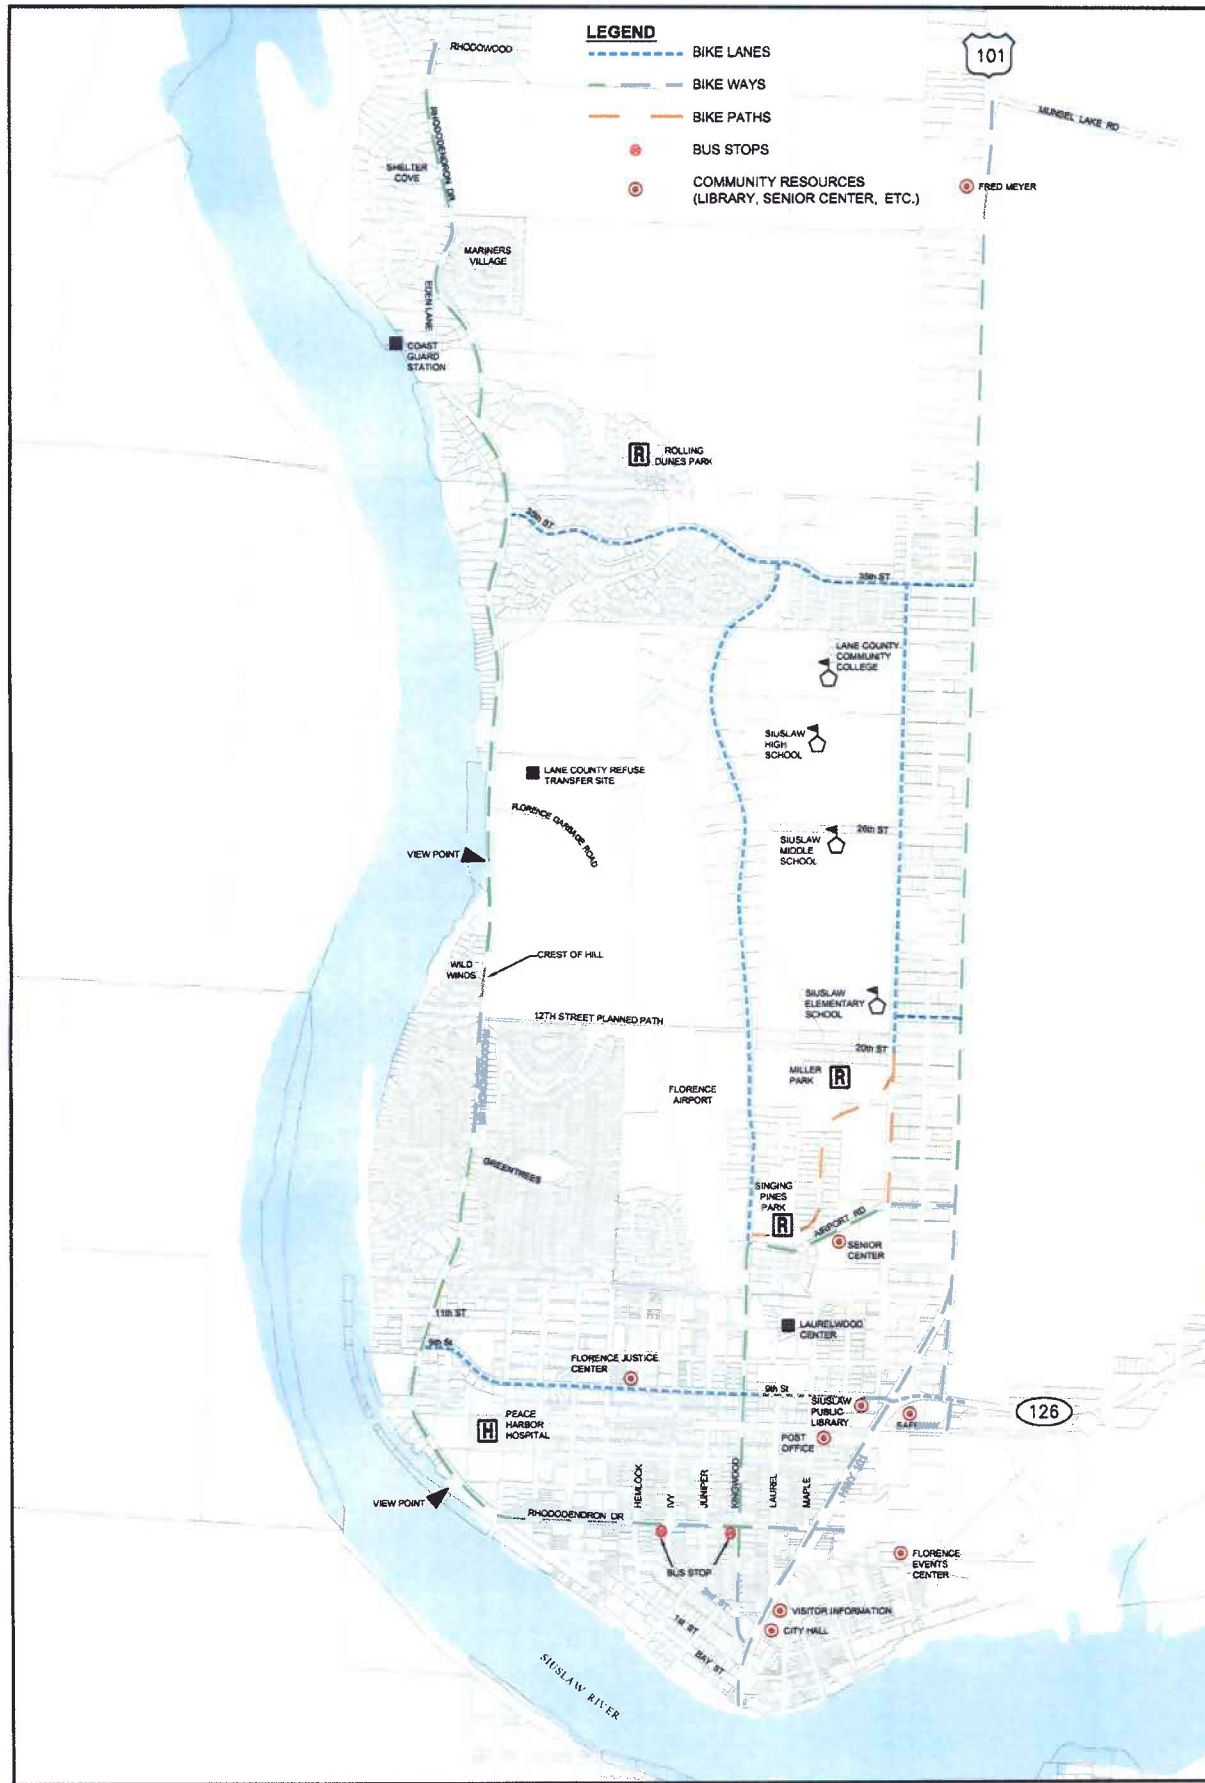 LEGEND
BIKE LANES
BIKE WAYS
BIKE PATHS
BUS STOPS
COMMUNITY RESOURCES
(LIBRARY, SENIOR CENTER, ETC.)
RHODOWOOD
101
MUNSEL LAKE RD
FRED MEYER
RHODODENDRON DR.
SHELTER
COVE
MARINERS
VILLAGE
EDEN LANE
COAST
GUARD
STATION
R
ROLLING
DUNES PARK
35th ST
35th ST
LANE COUNTY
COMMUNITY
COLLEGE
SIUSLAW
HIGH
SCHOOL
LANE COUNTY REFUSE
TRANSFER SITE
FLORENCE GARBAGE ROAD
26th ST
SIUSLAW
MIDDLE
SCHOOL
VIEW POINT
CREST OF HILL
WILD
WINDS
SIUSLAW
ELEMENTARY
SCHOOL
12TH STREET PLANNED PATH
20th ST
MILLER
PARK
R
FLORENCE
AIRPORT
GREENTREES
SINGING
PINES
PARK
R
AIRPORT RD
SENIOR
CENTER
11th ST
LAURELWOOD
CENTER
9th St
FLORENCE JUSTICE
CENTER
9th St
SIUSLAW
PUBLIC
LIBRARY
126
H
PEACE
HARBOR
HOSPITAL
POST
OFFICE
HEMLOCK
IVY
JUNIPER
KINGWOOD
LAUREL
MAPLE
HWY 101
VIEW POINT
RHODODENDRON DR
BUS STOP
FLORENCE
EVENTS
CENTER
2nd ST
VISITOR INFORMATION
1st ST
CITY HALL
BAY ST
SIUSLAW RIVER